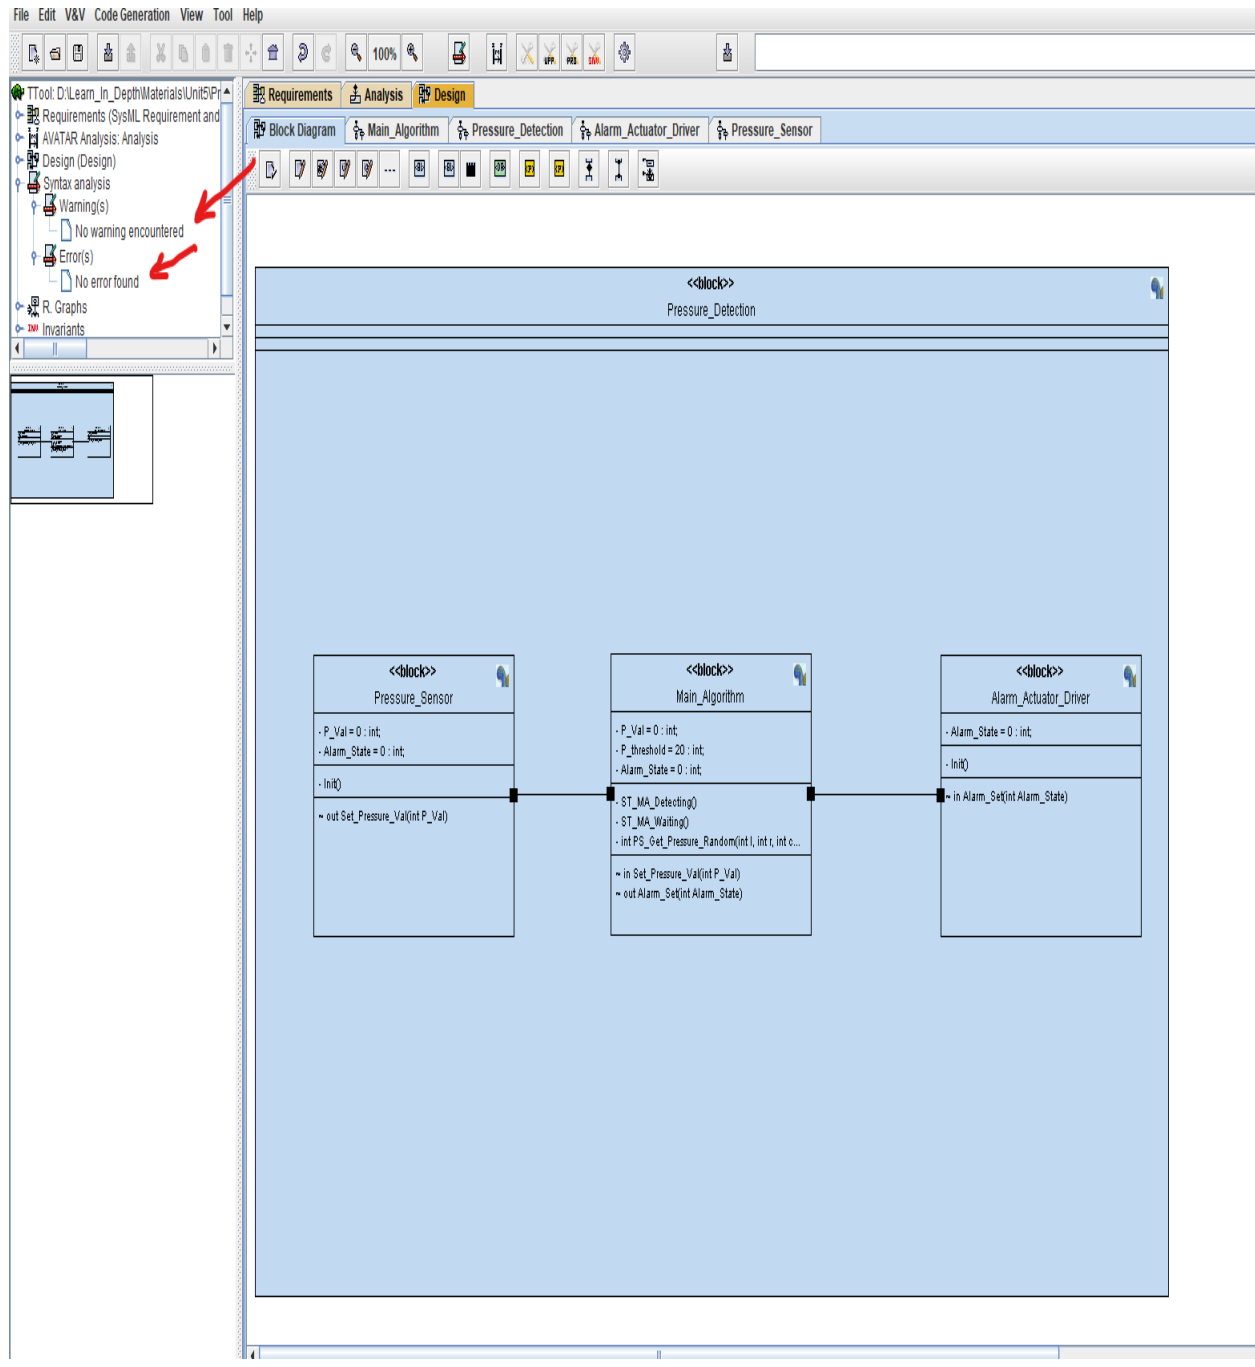 File Edit V&V Code Generation View Tool Help
100%
UPP. PRO. INV.
TTool: D:\Learn_In_Depth\Materials\Unit5\Pr
Requirements (SysML Requirement and
AVATAR Analysis: Analysis
Design (Design)
Syntax analysis
Warning(s)
No warning encountered
Error(s)
No error found
R. Graphs
INV Invariants
Requirements Analysis Design
Block Diagram Main_Algorithm Pressure_Detection Alarm_Actuator_Driver Pressure_Sensor
<<block>>
Pressure_Detection
<<block>>
Pressure_Sensor
- P_Val = 0 : int;
- Alarm_State = 0 : int;
- Init()
~ out Set_Pressure_Val(int P_Val)
<<block>>
Main_Algorithm
- P_Val = 0 : int;
- P_threshold = 20 : int;
- Alarm_State = 0 : int;
- ST_MA_Detecting()
- ST_MA_Waiting()
- int PS_Get_Pressure_Random(int l, int r, int c...
~ in Set_Pressure_Val(int P_Val)
~ out Alarm_Set(int Alarm_State)
<<block>>
Alarm_Actuator_Driver
- Alarm_State = 0 : int;
- Init()
~ in Alarm_Set(int Alarm_State)